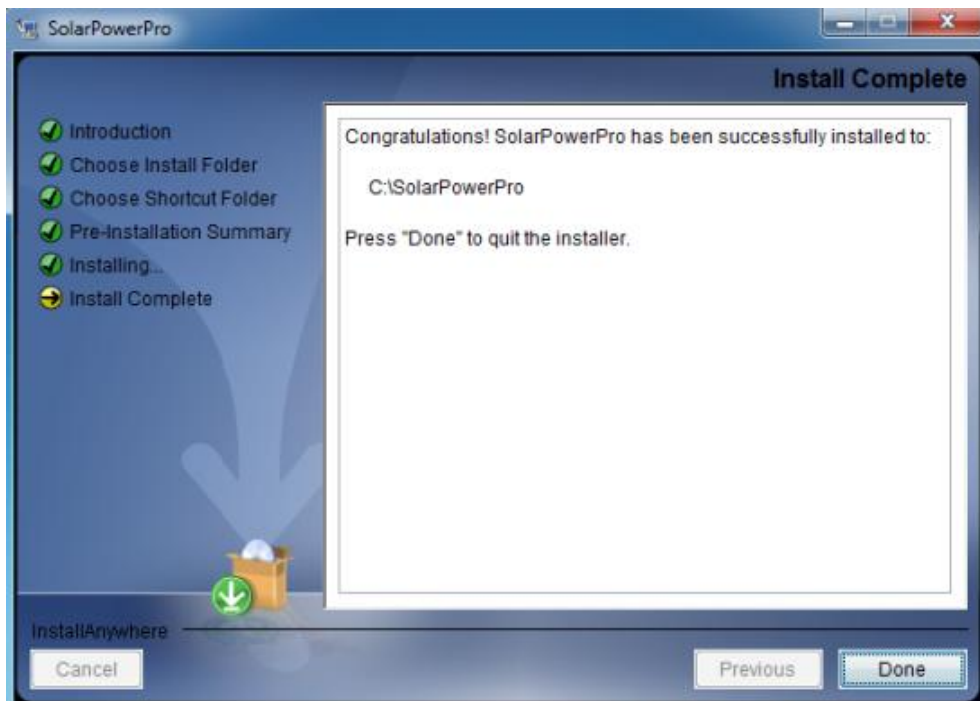 SolarPowerPro
Install Complete
Introduction
Choose Install Folder
Choose Shortcut Folder
Pre-Installation Summary
Installing...
Install Complete
Congratulations! SolarPowerPro has been successfully installed to:
C:\SolarPowerPro
Press "Done" to quit the installer.
InstallAnywhere
Cancel
Previous
Done